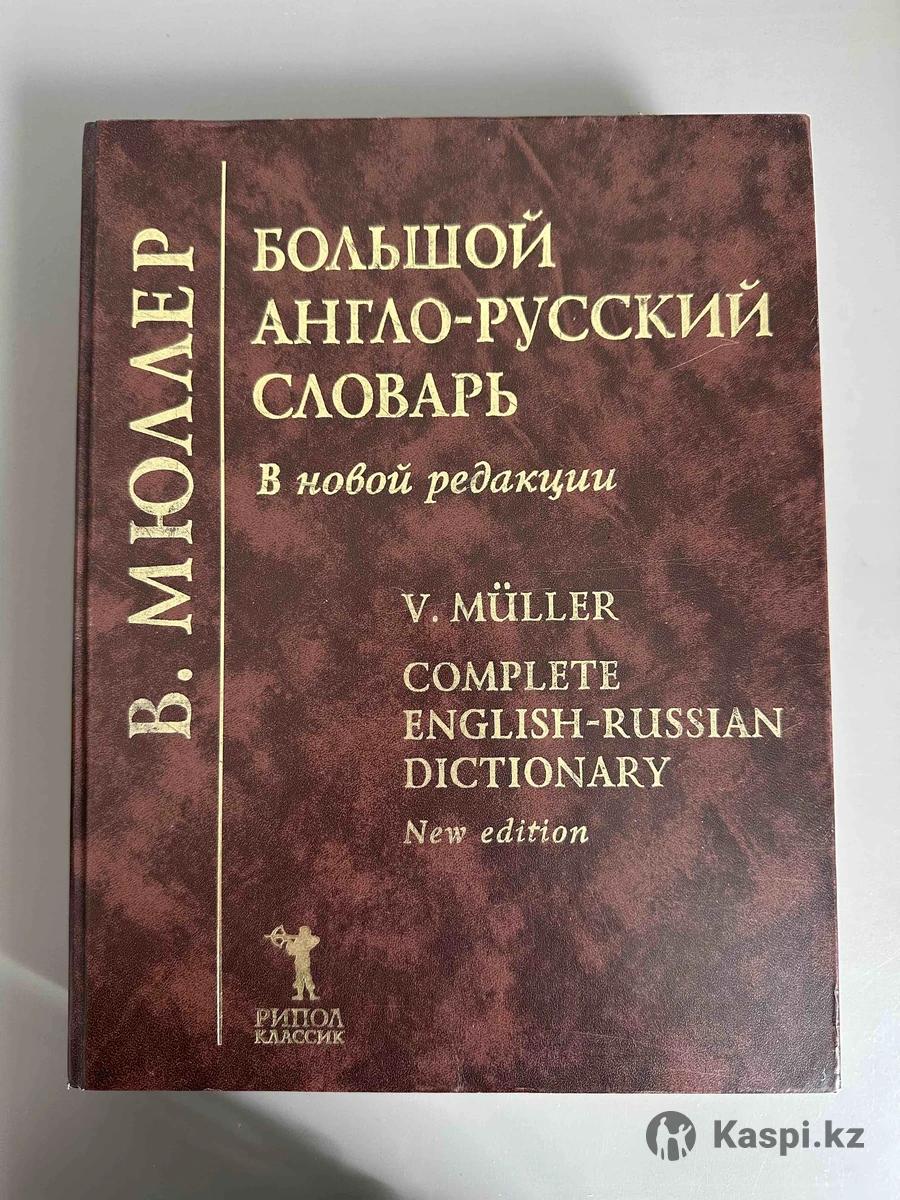 В. МЮЛЛЕР
БОЛЬШОЙ
АНГЛО-РУССКИЙ
СЛОВАРЬ
В новой редакции
V. MÜLLER
COMPLETE
ENGLISH-RUSSIAN
DICTIONARY
New edition
РИПОЛ
КЛАССИК
Kaspi.kz